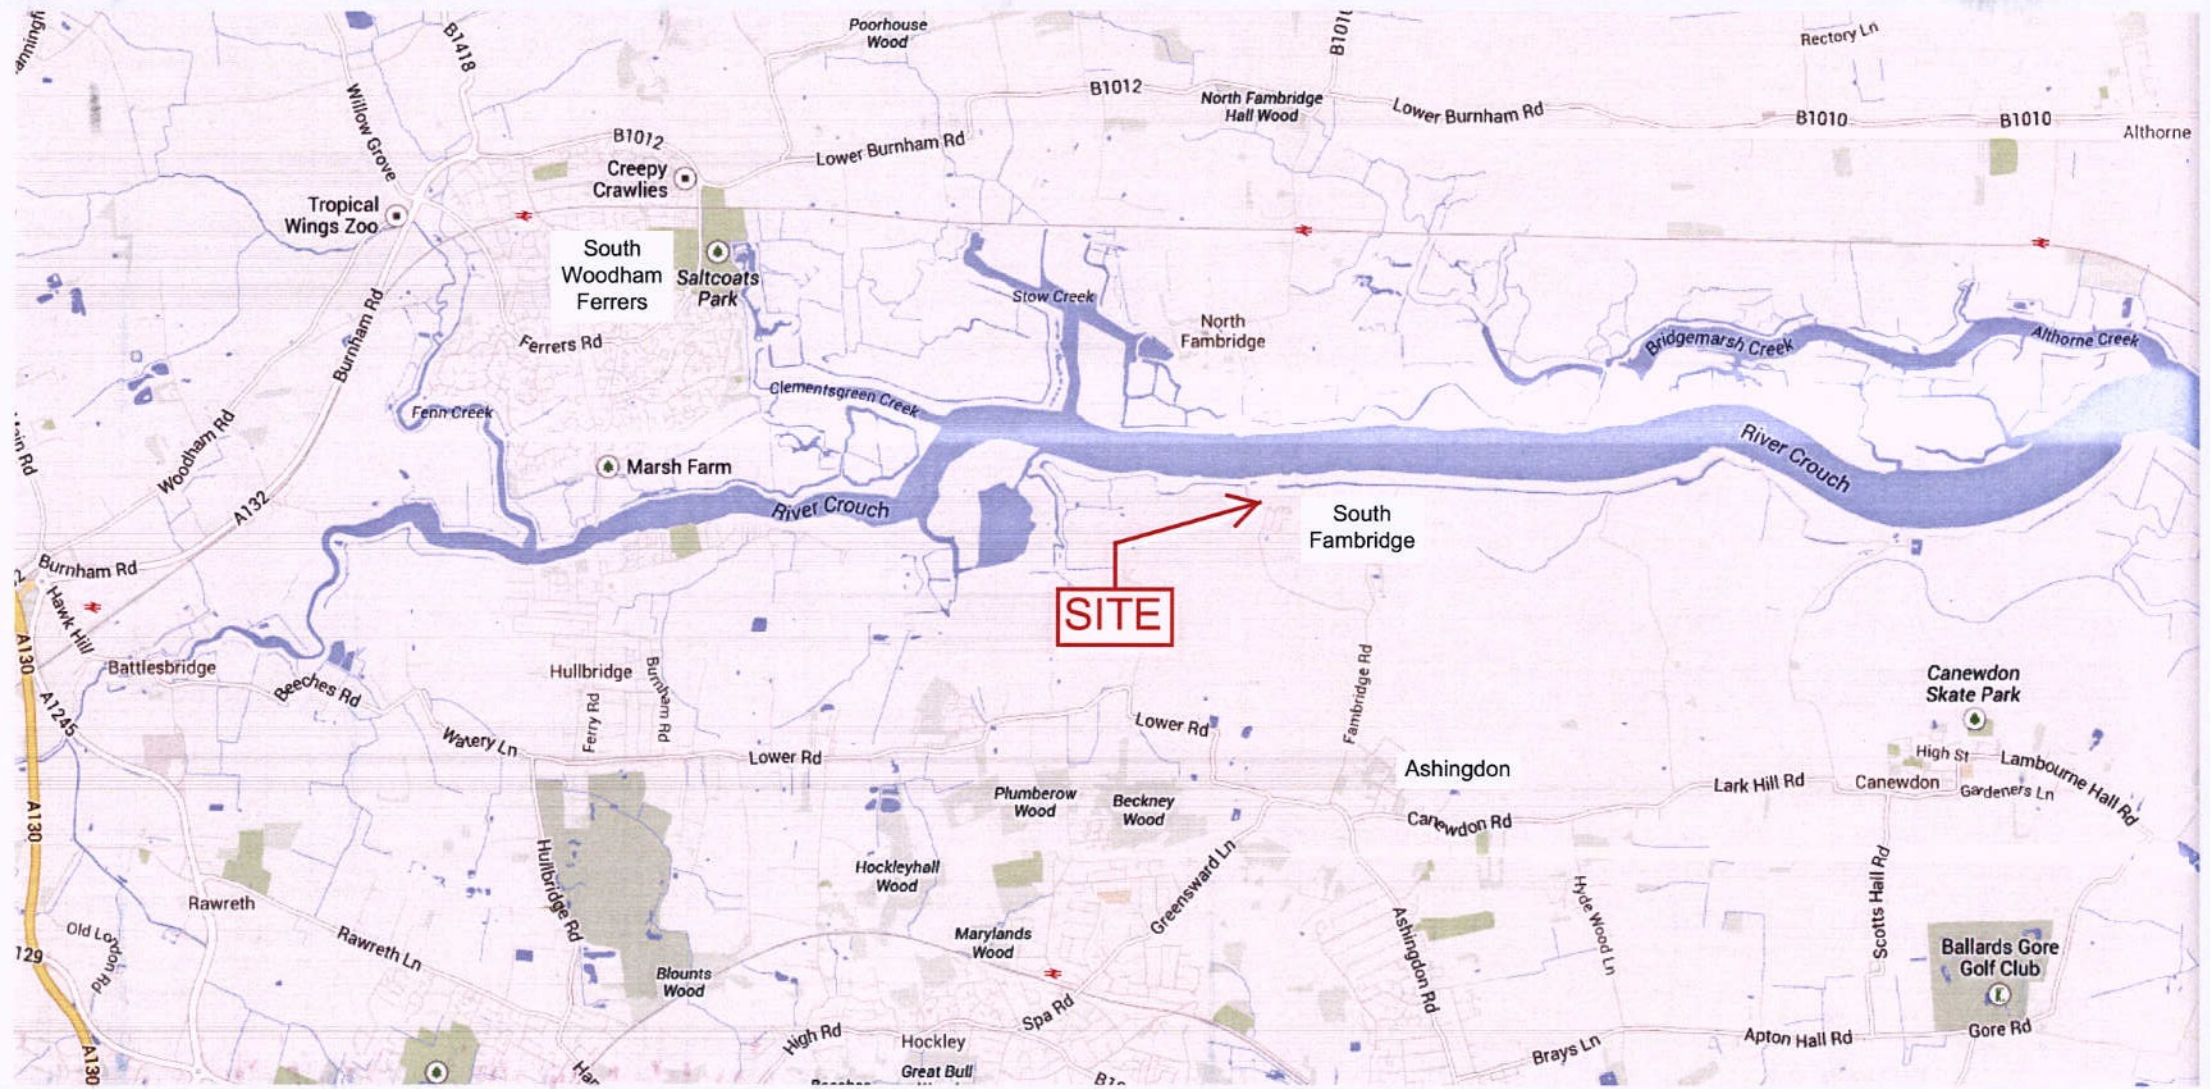 anningf
B1418
Poorhouse
Wood
B101
Rectory Ln
Willow Grove
B1012
B1012
Lower Burnham Rd
North Fambridge
Hall Wood
Lower Burnham Rd
B1010
B1010
Althorne
Creepy
Crawlies
Tropical
Wings Zoo
South
Woodham
Ferrers
Saltcoats
Park
Stow Creek
North
Fambridge
Bridgemarsh Creek
Althorne Creek
Burnham Rd
Ferrers Rd
Clementsgreen Creek
Fenn Creek
Woodham Rd
Main Rd
Marsh Farm
River Crouch
River Crouch
A132
South
Fambridge
SITE
Burnham Rd
Hawk Hill
A130
Battlesbridge
Beeches Rd
A1245
Hullbridge
Burnham Rd
Ferry Rd
Watery Ln
Lower Rd
Lower Rd
Fambridge Rd
Canewdon
Skate Park
Ashingdon
High St
Lambourne Hall Rd
Lark Hill Rd
Canewdon
Gardeners Ln
A130
Plumberow
Wood
Beckney
Wood
Canewdon Rd
Hullbridge Rd
Hockleyhall
Wood
Greensward Ln
Scotts Hall Rd
Hyde Wood Ln
Rawreth
Old London Rd
129
Rawreth Ln
Marylands
Wood
Ashingdon Rd
Ballards Gore
Golf Club
Blounts
Wood
Spa Rd
High Rd
Hockley
Brays Ln
Apton Hall Rd
Gore Rd
A130
Great Bull